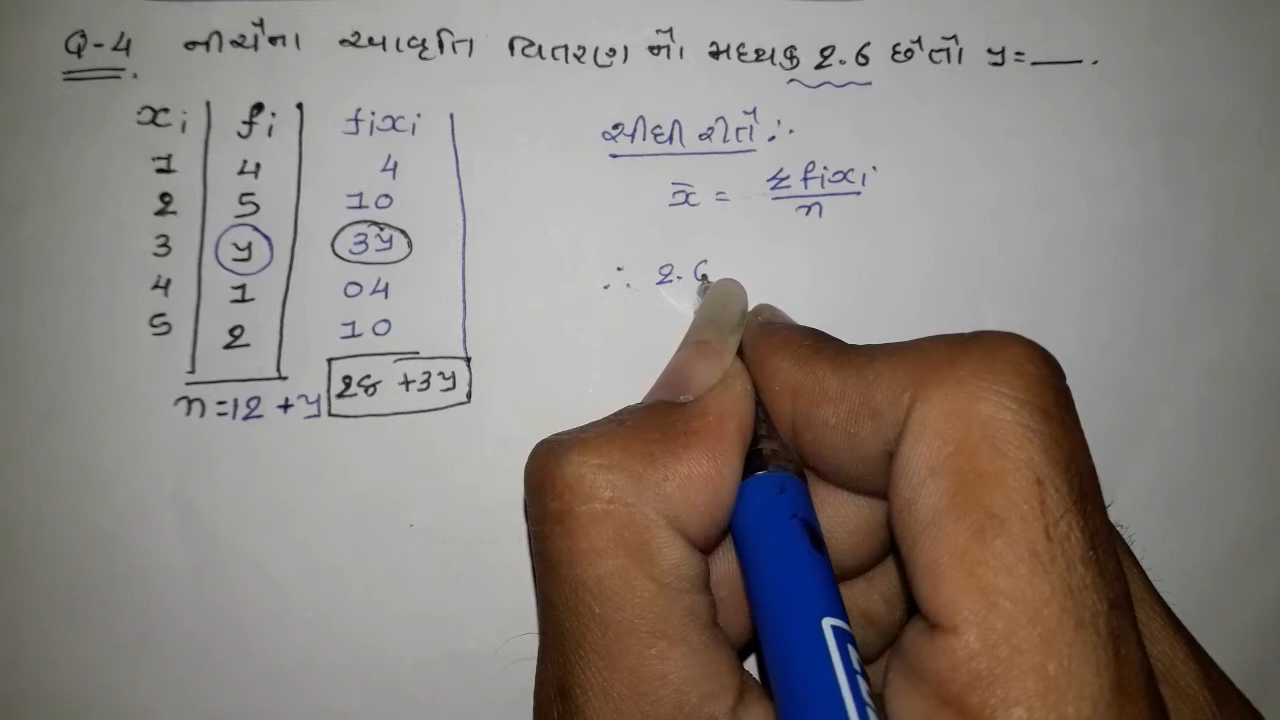 Q-4 નીચેના આવૃત્તિ વિતરણ નો મધ્યક 2.6 છે તો y = ___.
xi fi fixi
1 4 4
2 5 10
3 y 3y
4 1 04
5 2 10
n = 12 + y 28 + 3y
સીધી રીતે :.
x̄ = Σfixi / n
∴ 2.6